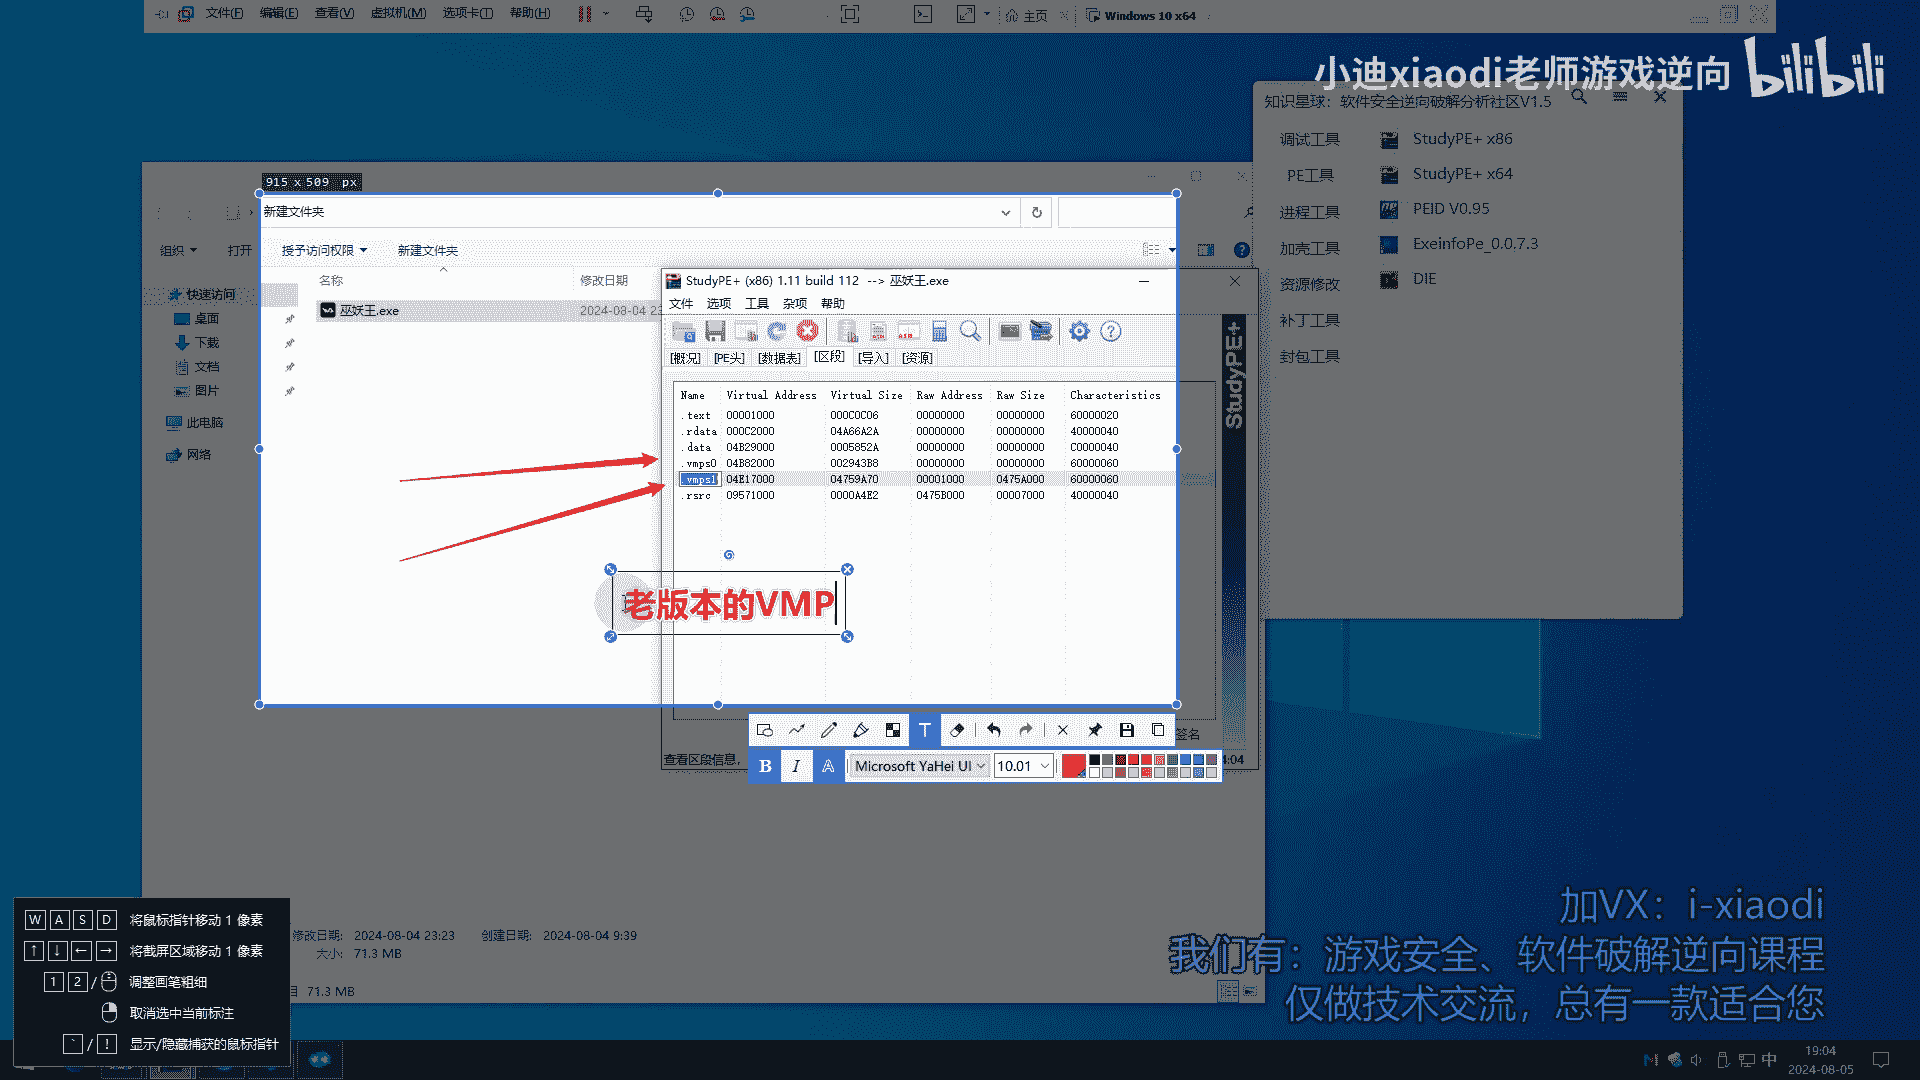 文件(F) 编辑(E) 查看(V) 虚拟机(M) 选项卡(T) 帮助(H) 主页 Windows 10 x64
小迪xiaodi老师游戏逆向 bilibili
知识星球：软件安全逆向破解分析社区V1.5
调试工具 StudyPE+ x86
PE工具 StudyPE+ x64
进程工具 PEID V0.95
加壳工具 ExeinfoPe_0.0.7.3
资源修改 DIE
补丁工具
封包工具
915 x 509 px
新建文件夹
组织 打开 授予访问权限 新建文件夹
名称 修改日期
快速访问
桌面
下载
文档
图片
此电脑
网络
巫妖王.exe 2024-08-04 23
StudyPE+ (x86) 1.11 build 112 --> 巫妖王.exe
文件 选项 工具 杂项 帮助
[概况] [PE头] [数据表] [区段] [导入] [资源]
Name Virtual Address Virtual Size Raw Address Raw Size Characteristics
.text 00001000 000C0C06 00000000 00000000 60000020
.rdata 000C2000 04A66A2A 00000000 00000000 40000040
.data 04B29000 0005852A 00000000 00000000 C0000040
.vmps0 04B82000 002943B8 00000000 00000000 60000060
.vmps1 04E17000 04759A70 00001000 0475A000 60000060
.rsrc 09571000 0000A4E2 0475B000 00007000 40000040
StudyPE+
老版本的VMP
签名
查看区段信息，
4:04
B I A Microsoft YaHei UI 10.01
W A S D 将鼠标指针移动 1 像素
↑ ↓ ← → 将截屏区域移动 1 像素
1 2 / 调整画笔粗细
取消选中当前标注
` / ! 显示/隐藏捕获的鼠标指针
修改日期: 2024-08-04 23:23 创建日期: 2024-08-04 9:39
大小: 71.3 MB
71.3 MB
加VX：i-xiaodi
我们有：游戏安全、软件破解逆向课程
仅做技术交流，总有一款适合您
中 19:04
2024-08-05